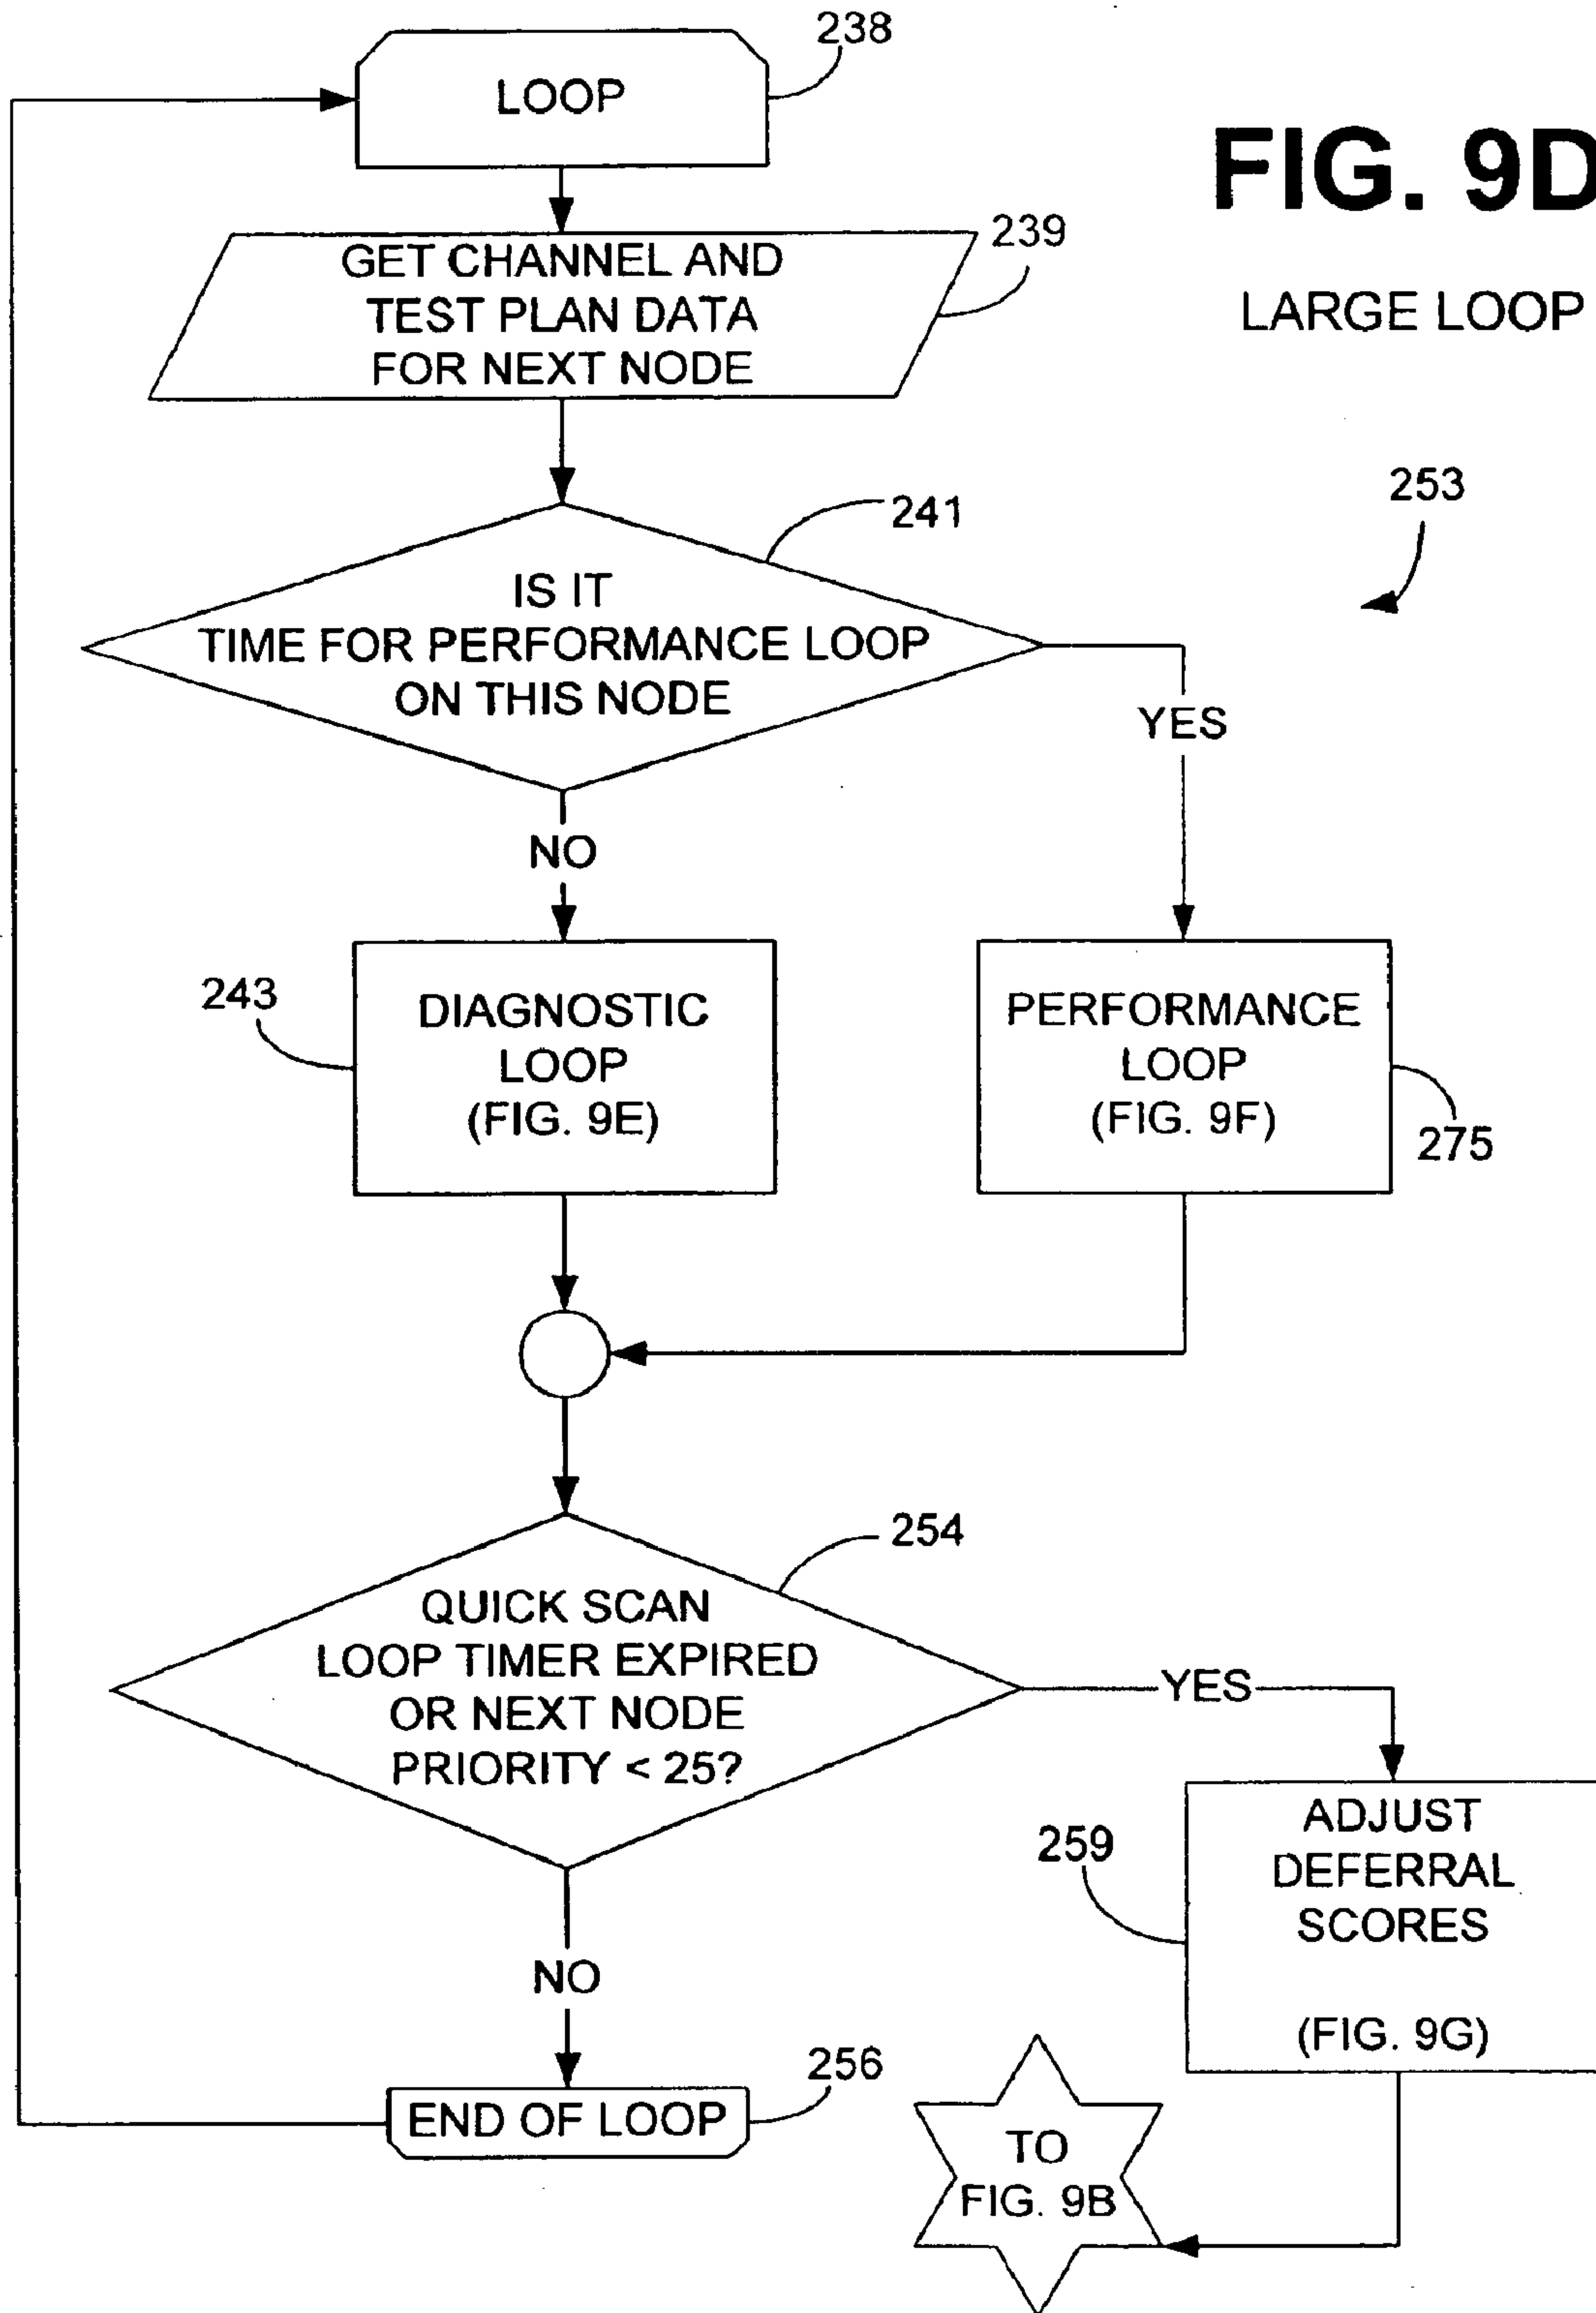 238
LOOP
FIG. 9D
239
GET CHANNEL AND
TEST PLAN DATA
FOR NEXT NODE
LARGE LOOP
253
241
IS IT
TIME FOR PERFORMANCE LOOP
ON THIS NODE
YES
NO
243
DIAGNOSTIC
LOOP
(FIG. 9E)
PERFORMANCE
LOOP
(FIG. 9F)
275
254
QUICK SCAN
LOOP TIMER EXPIRED
OR NEXT NODE
PRIORITY < 25?
YES
259
ADJUST
DEFERRAL
SCORES
(FIG. 9G)
NO
256
END OF LOOP
TO
FIG. 9B